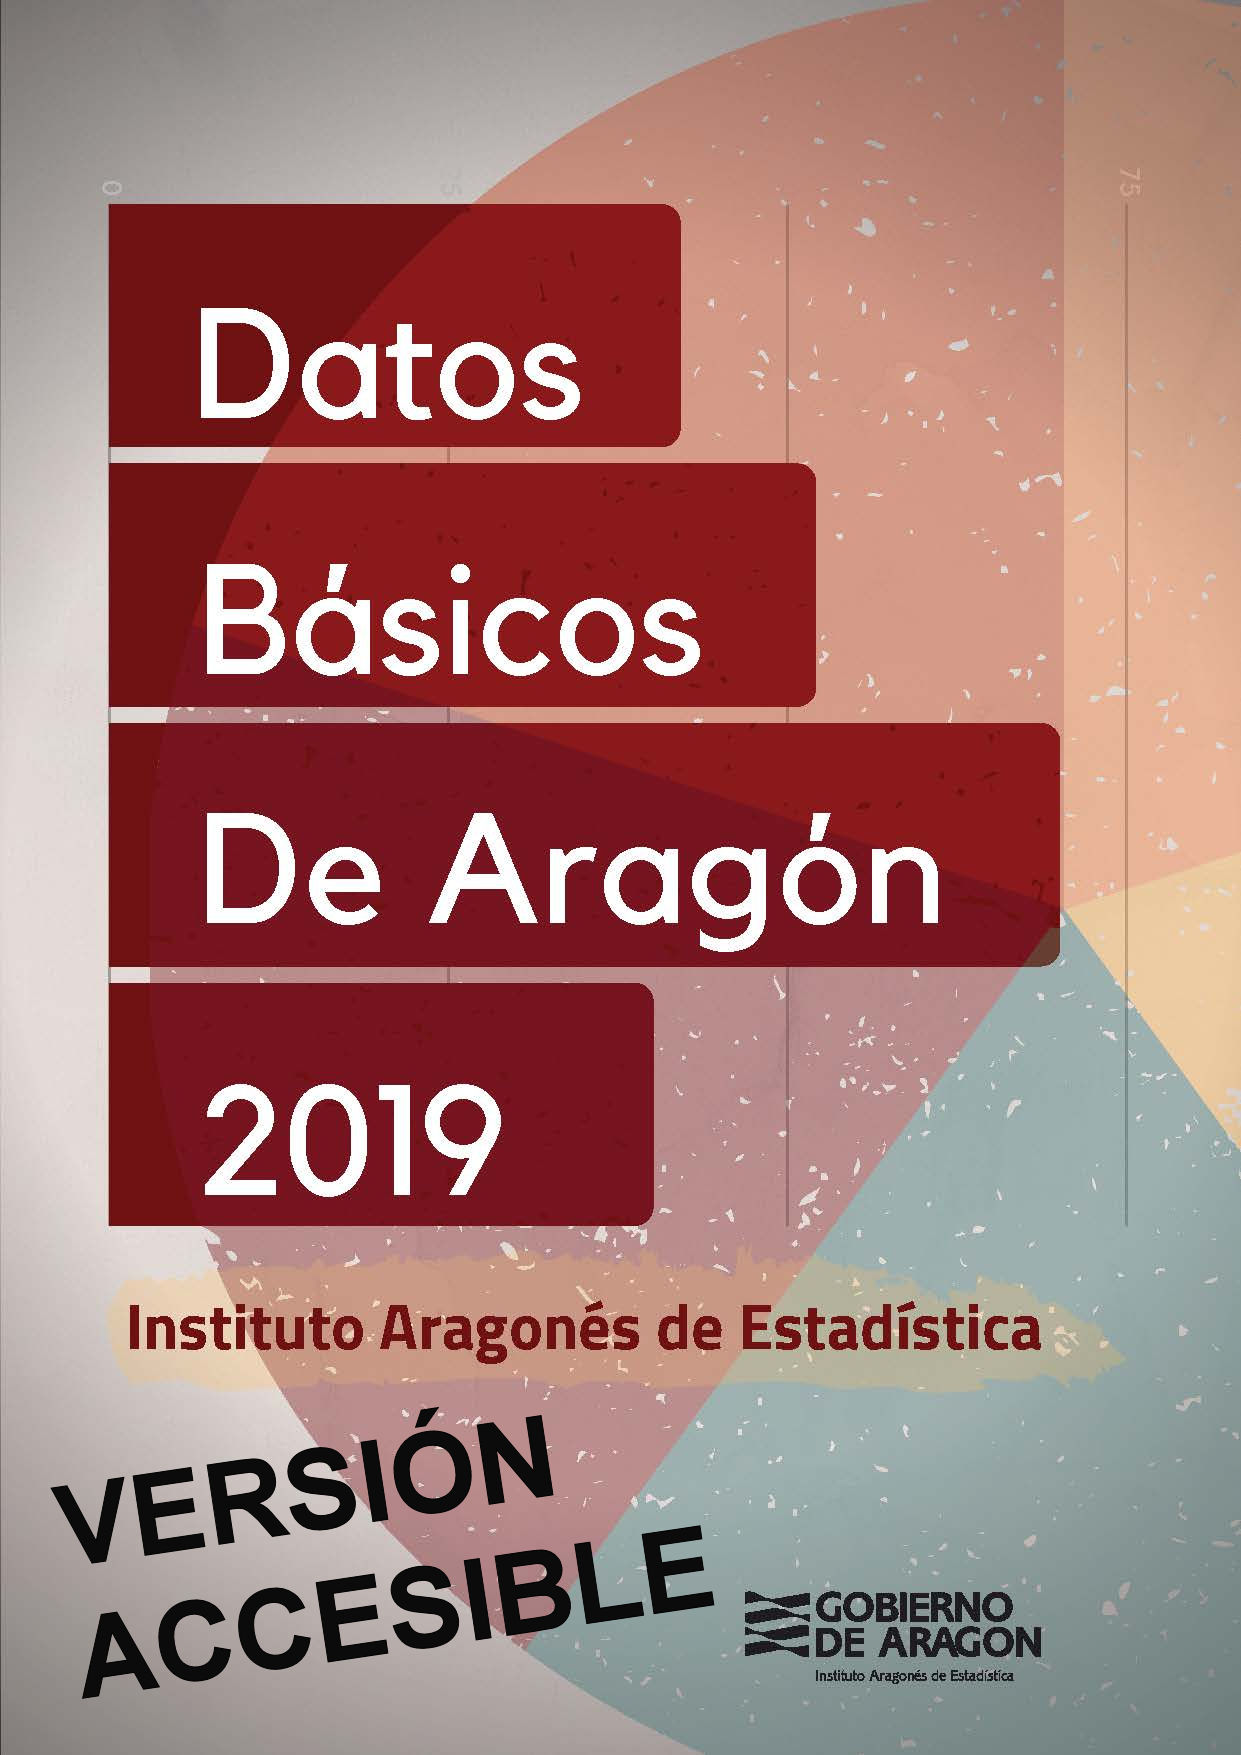 0
75
Datos
Básicos
De Aragón
2019
Instituto Aragonés de Estadística
VERSIÓN
ACCESIBLE
GOBIERNO
DE ARAGON
Instituto Aragonés de Estadística